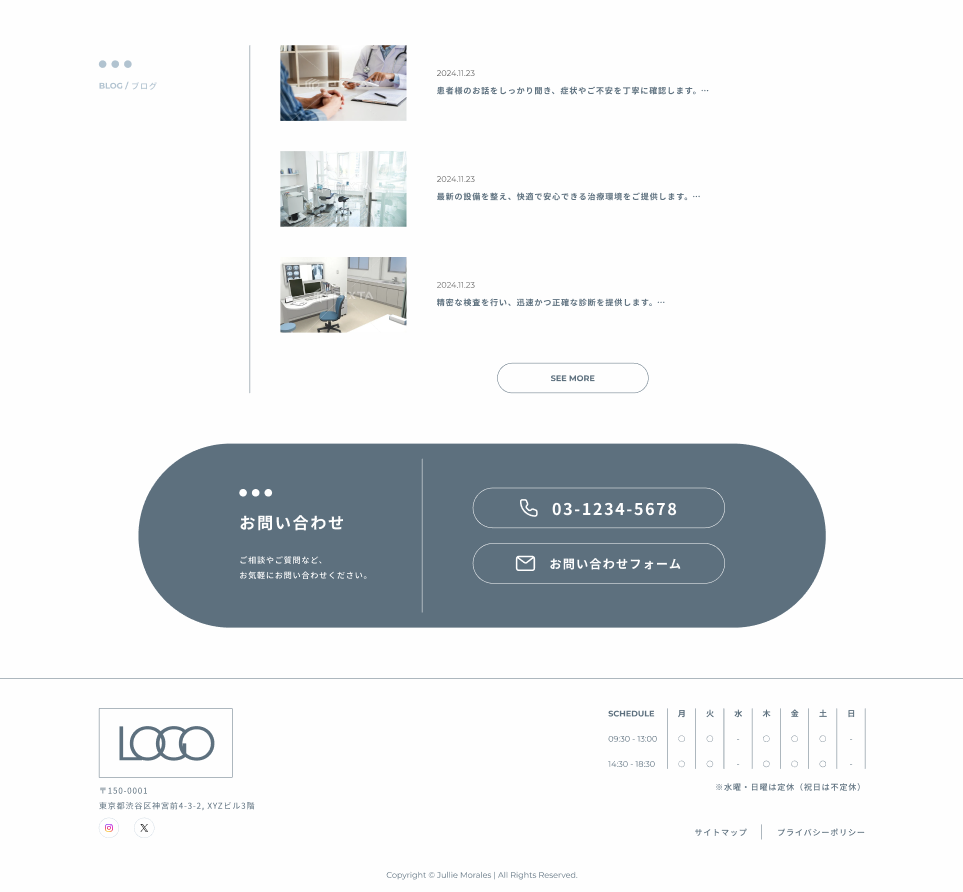 BLOG / ブログ
2024.11.23
患者様のお話をしっかり聞き、症状やご不安を丁寧に確認します。…
2024.11.23
最新の設備を整え、快適で安心できる治療環境をご提供します。…
2024.11.23
精密な検査を行い、迅速かつ正確な診断を提供します。…
SEE MORE
お問い合わせ
ご相談やご質問など、
お気軽にお問い合わせください。
03-1234-5678
お問い合わせフォーム
LOGO
〒150-0001
東京都渋谷区神宮前4-3-2, XYZビル3階
SCHEDULE 月 火 水 木 金 土 日
09:30 - 13:00 〇 〇 - 〇 〇 〇 -
14:30 - 18:30 〇 〇 - 〇 〇 〇 -
※水曜・日曜は定休（祝日は不定休）
サイトマップ プライバシーポリシー
Copyright © Jullie Morales | All Rights Reserved.